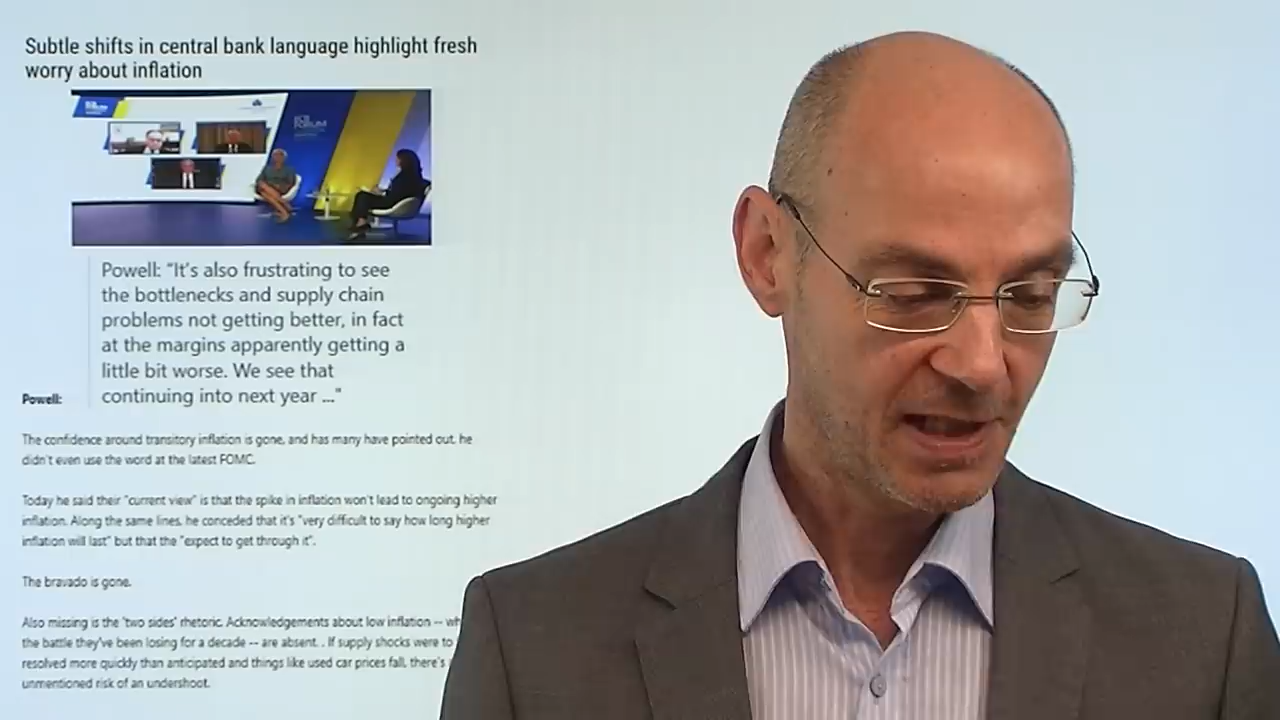 Subtle shifts in central bank language highlight fresh
worry about inflation
Powell: "It's also frustrating to see
the bottlenecks and supply chain
problems not getting better, in fact
at the margins apparently getting a
little bit worse. We see that
Powell: continuing into next year ..."
The confidence around transitory inflation is gone, and has many have pointed out, he
didn't even use the word at the latest FOMC.
Today he said their "current view" is that the spike in inflation won't lead to ongoing higher
inflation. Along the same lines, he conceded that it's "very difficult to say how long higher
inflation will last" but that the "expect to get through it".
The bravado is gone.
Also missing is the 'two sides' rhetoric. Acknowledgements about low inflation -- wh
the battle they've been losing for a decade -- are absent. . If supply shocks were to
resolved more quickly than anticipated and things like used car prices fall, there's
unmentioned risk of an undershoot.